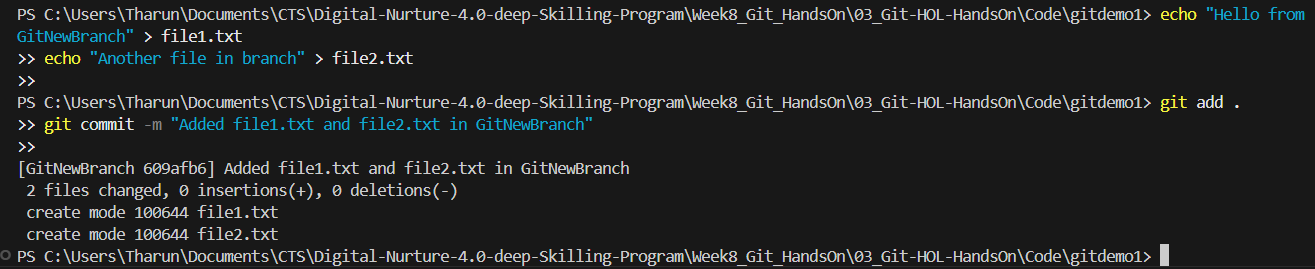 PS C:\Users\Tharun\Documents\CTS\Digital-Nurture-4.0-deep-Skilling-Program\Week8_Git_HandsOn\03_Git-HOL-HandsOn\Code\gitdemo1> echo "Hello from
GitNewBranch" > file1.txt
>> echo "Another file in branch" > file2.txt
>>
PS C:\Users\Tharun\Documents\CTS\Digital-Nurture-4.0-deep-Skilling-Program\Week8_Git_HandsOn\03_Git-HOL-HandsOn\Code\gitdemo1> git add .
>> git commit -m "Added file1.txt and file2.txt in GitNewBranch"
>>
[GitNewBranch 609afb6] Added file1.txt and file2.txt in GitNewBranch
 2 files changed, 0 insertions(+), 0 deletions(-)
 create mode 100644 file1.txt
 create mode 100644 file2.txt
PS C:\Users\Tharun\Documents\CTS\Digital-Nurture-4.0-deep-Skilling-Program\Week8_Git_HandsOn\03_Git-HOL-HandsOn\Code\gitdemo1>